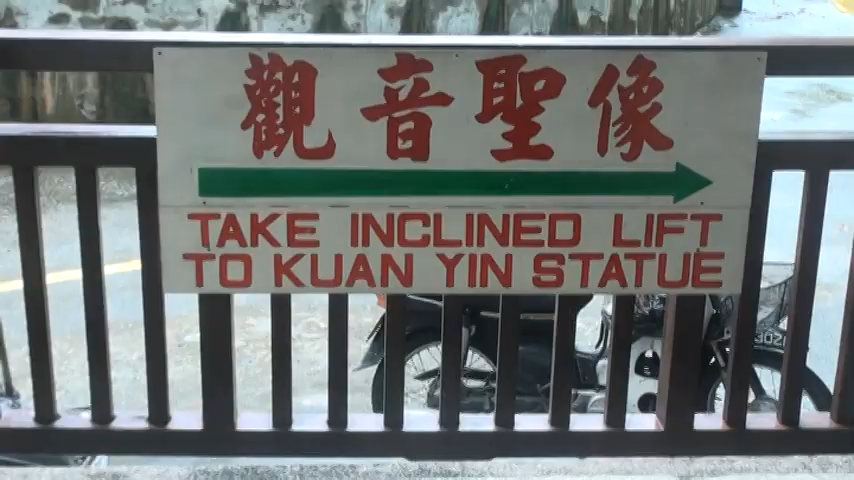 觀音聖像
TAKE INCLINED LIFT
TO KUAN YIN STATUE